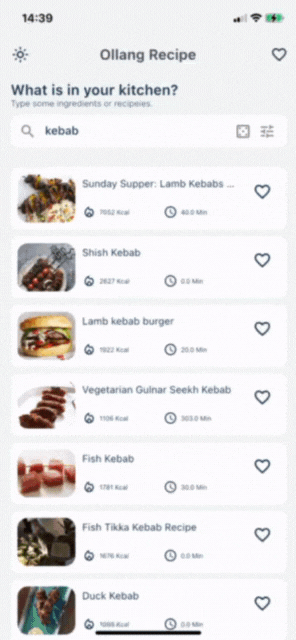 14:39
Ollang Recipe
What is in your kitchen?
Type some ingredients or recipeies.
kebab
Sunday Supper: Lamb Kebabs ...
7052 Kcal 40.0 Min
Shish Kebab
2627 Kcal 0.0 Min
Lamb kebab burger
1922 Kcal 20.0 Min
Vegetarian Gulnar Seekh Kebab
1106 Kcal 303.0 Min
Fish Kebab
1781 Kcal 30.0 Min
Fish Tikka Kebab Recipe
1676 Kcal 0.0 Min
Duck Kebab
Kcal 0.0 Min